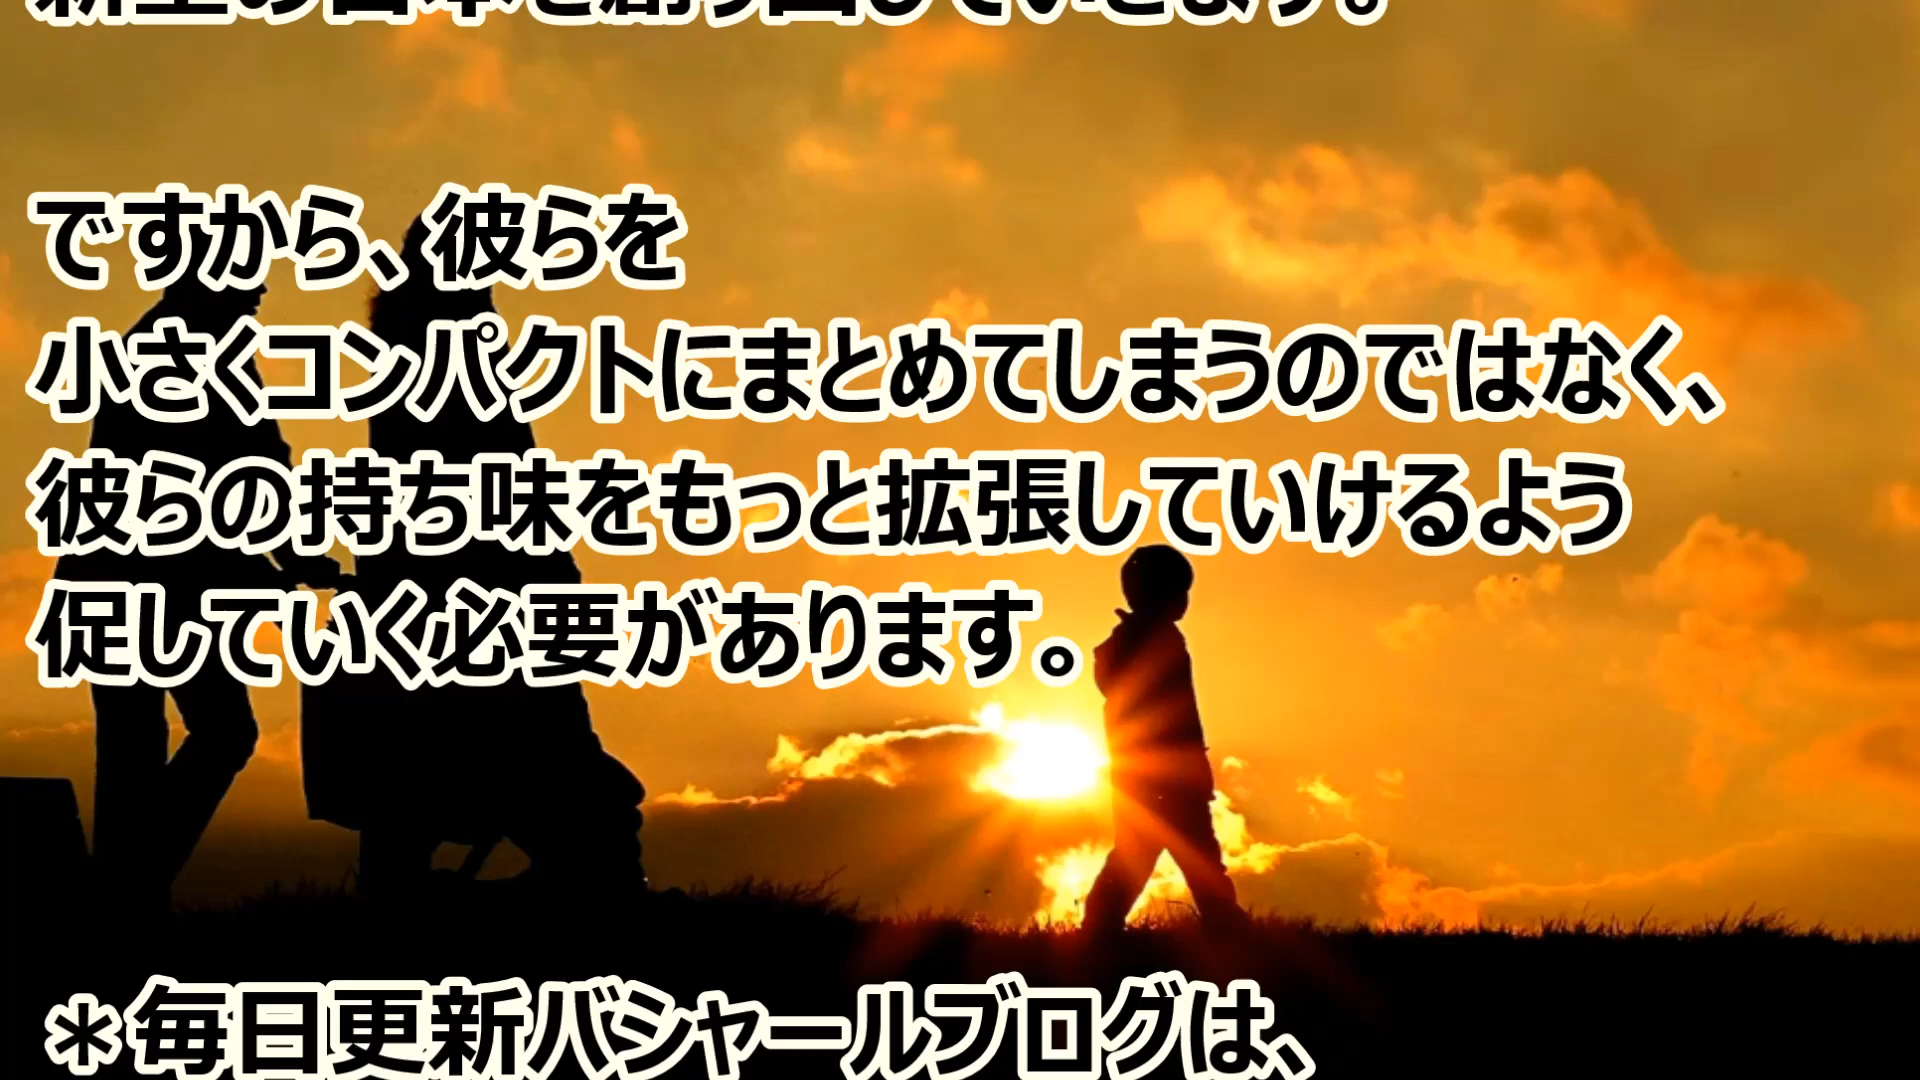 ですから、彼らを
小さくコンパクトにまとめてしまうのではなく、
彼らの持ち味をもっと拡張していけるよう
促していく必要があります。
＊毎日更新バシャールブログは、